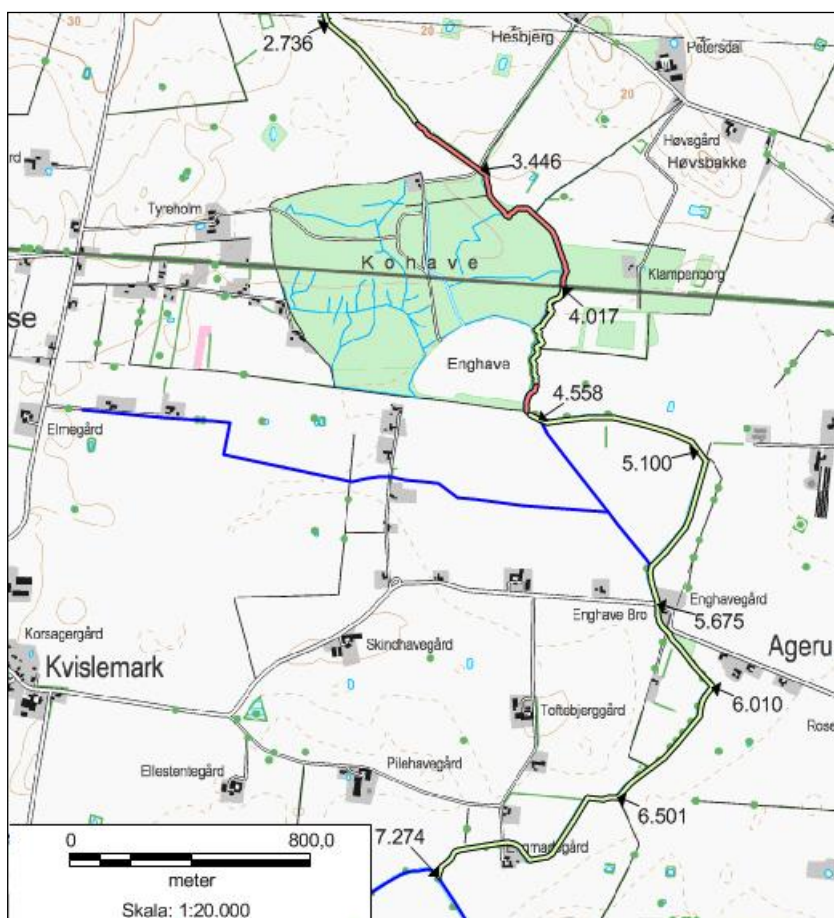 30
20
2.736
Hesbjerg
Petersdal
20
3.446
Høvsgård
Høvsbakke
Tyreholm
Kohave
Klampenborg
4.017
se
Enghave
4.558
Elmegård
5.100
Enghavegård
Enghave Bro
5.675
Korsagergård
Skindhavegård
Ageru
Kvislemark
6.010
Toftebjerggård
Rose
Ellestentegård
Pilehavegård
6.501
7.274
0 800,0
meter
Skala: 1:20.000